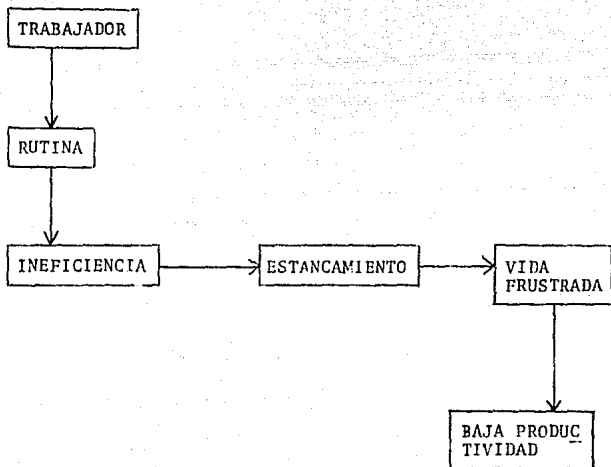 TRABAJADOR
RUTINA
INEFICIENCIA
ESTANCAMIENTO
VIDA
FRUSTRADA
BAJA PRODUC
TIVIDAD